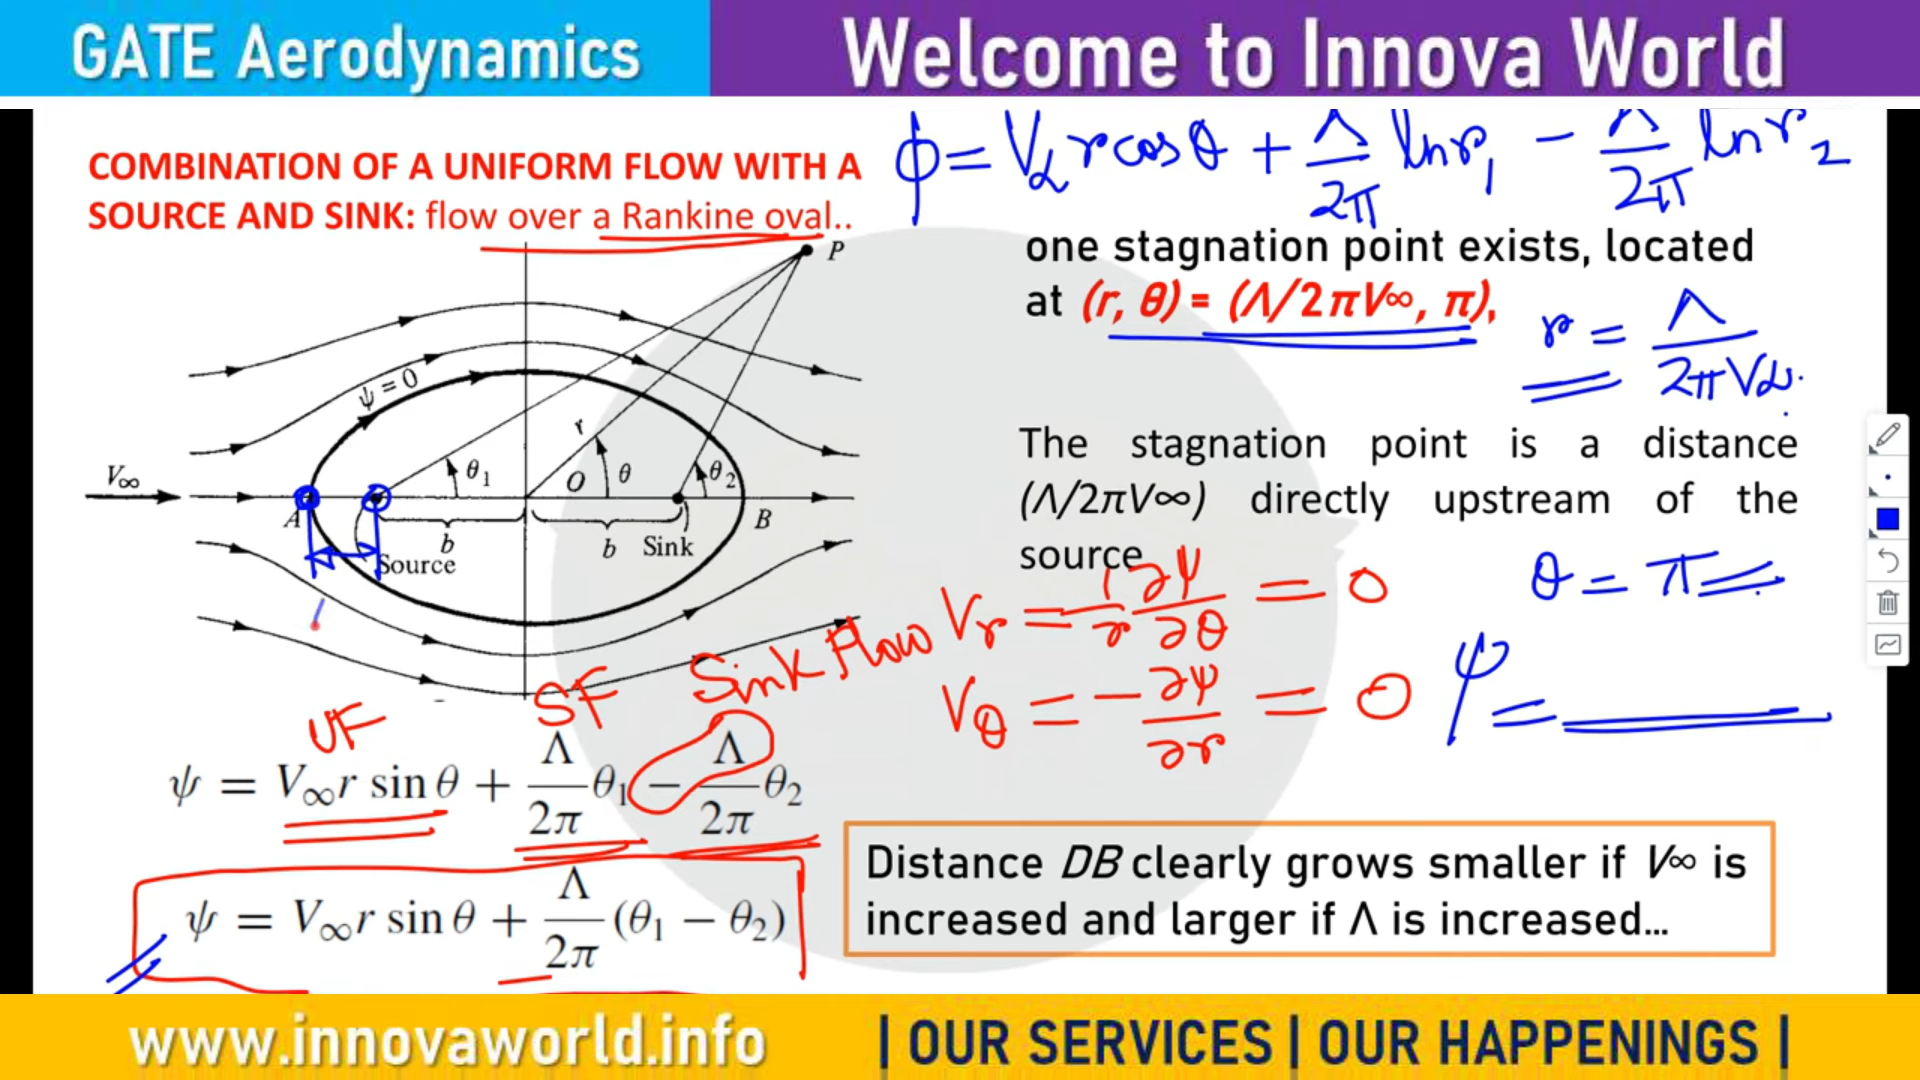 GATE Aerodynamics
Welcome to Innova World
COMBINATION OF A UNIFORM FLOW WITH A
SOURCE AND SINK: flow over a Rankine oval..
ϕ = V∞ r cos θ + Λ/2π ln r₁ − Λ/2π ln r₂
one stagnation point exists, located
at (r, θ) = (Λ/2πV∞, π),
r = Λ/2πV∞
The stagnation point is a distance
(Λ/2πV∞) directly upstream of the
source
θ = π
P
ψ = 0
V∞
r
θ₁
O
θ
θ₂
A
B
b
b
Source
Sink
Vr = 1/r ∂ψ/∂θ = 0
Vθ = − ∂ψ/∂r = 0
ψ =
UF
SF
Sink Flow
ψ = V∞r sin θ + Λ/2π θ₁ − Λ/2π θ₂
ψ = V∞r sin θ + Λ/2π (θ₁ − θ₂)
Distance DB clearly grows smaller if V∞ is
increased and larger if Λ is increased...
www.innovaworld.info
| OUR SERVICES | OUR HAPPENINGS |